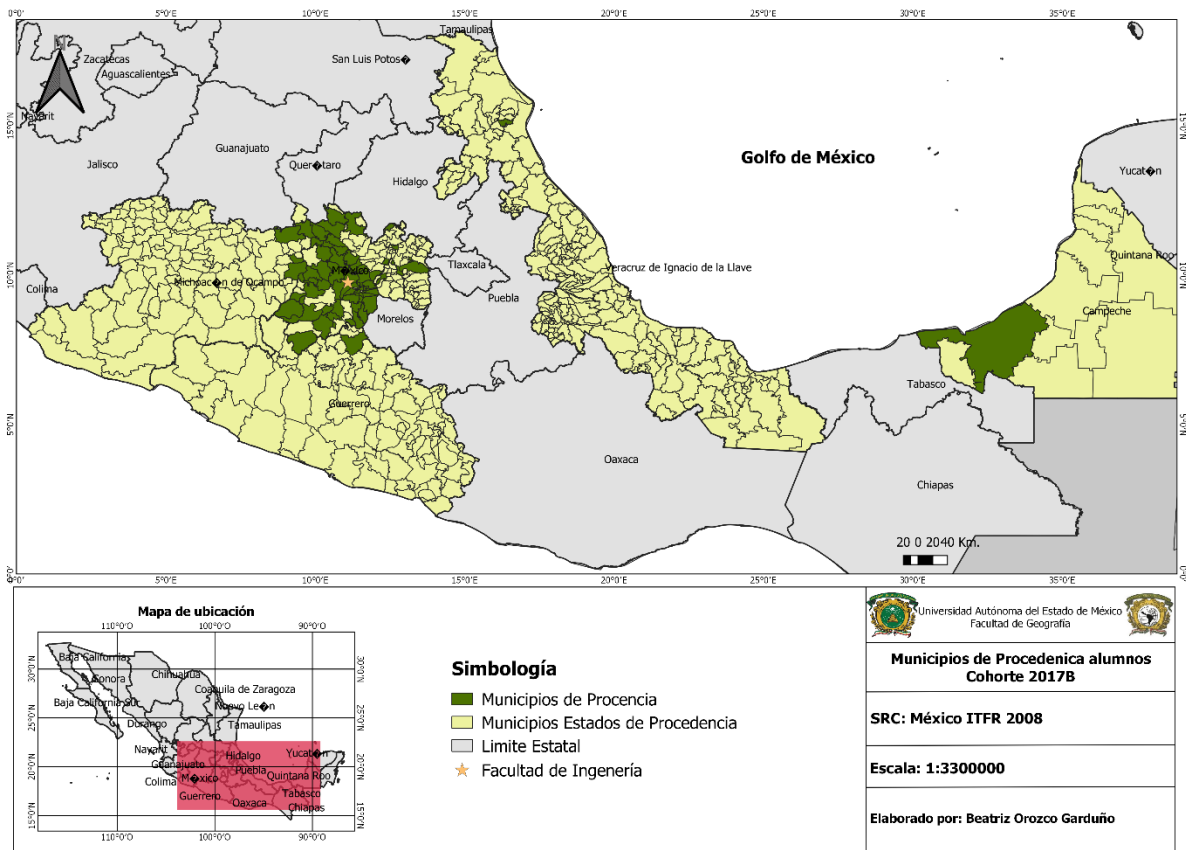 0°0'
5°0'E
10°0'E
15°0'E
20°0'E
25°0'E
30°0'E
35°0'E
N
Tamaulipas
Zacatecas
San Luis Potos�
Aguascalientes
Nayarit
15°0'N
15°0'N
Guanajuato
Jalisco
Quer�taro
Golfo de México
Hidalgo
Yucat�n
Quintana Roo
Tlaxcala
Veracruz de Ignacio de la Llave
10°0'N
10°0'N
M�xico
Michoac�n de Ocampo
Colima
Puebla
Campeche
Morelos
Tabasco
Guerrero
5°0'N
5°0'N
Oaxaca
Chiapas
20 0 2040 Km.
0°0'
0°0'
0°0'
5°0'E
10°0'E
15°0'E
20°0'E
25°0'E
30°0'E
35°0'E
Mapa de ubicación
110°0'O
100°0'O
90°0'O
30°0'N
30°0'N
Baja California
Sonora
Chihuahua
Coahuila de Zaragoza
Baja California Sur
Nuevo Le�n
25°0'N
25°0'N
Durango
Tamaulipas
Nayarit
Hidalgo
Yucat�n
20°0'N
20°0'N
Guanajuato
Puebla
Quintana Roo
Colima
M�xico
Guerrero
Oaxaca
Tabasco
Chiapas
15°0'N
15°0'N
110°0'O
100°0'O
90°0'O
Simbología
Municipios de Procencia
Municipios Estados de Procedencia
Limite Estatal
Facultad de Ingenería
Universidad Autónoma del Estado de México
Facultad de Geografía
Municipios de Procedenica alumnos
Cohorte 2017B
SRC: México ITFR 2008
Escala: 1:3300000
Elaborado por: Beatriz Orozco Garduño